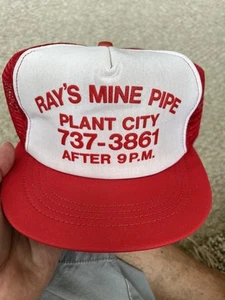 RAY'S MINE PIPE
PLANT CITY
737-3861
AFTER 9 P.M.